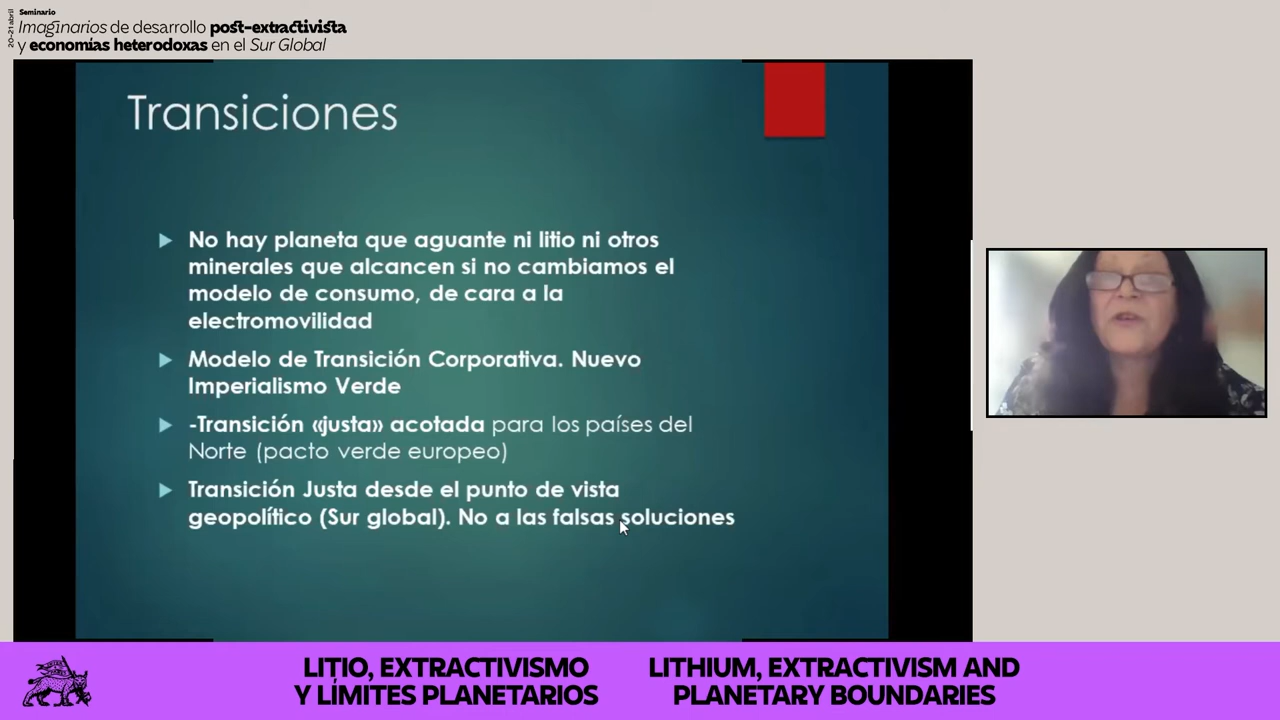 20-21 abril
Seminario
Imaginarios de desarrollo post-extractivista
y economías heterodoxas en el Sur Global
Transiciones
No hay planeta que aguante ni litio ni otros
minerales que alcancen si no cambiamos el
modelo de consumo, de cara a la
electromovilidad
Modelo de Transición Corporativa. Nuevo
Imperialismo Verde
-Transición «justa» acotada para los países del
Norte (pacto verde europeo)
Transición Justa desde el punto de vista
geopolítico (Sur global). No a las falsas soluciones
LITIO, EXTRACTIVISMO
Y LÍMITES PLANETARIOS
LITHIUM, EXTRACTIVISM AND
PLANETARY BOUNDARIES